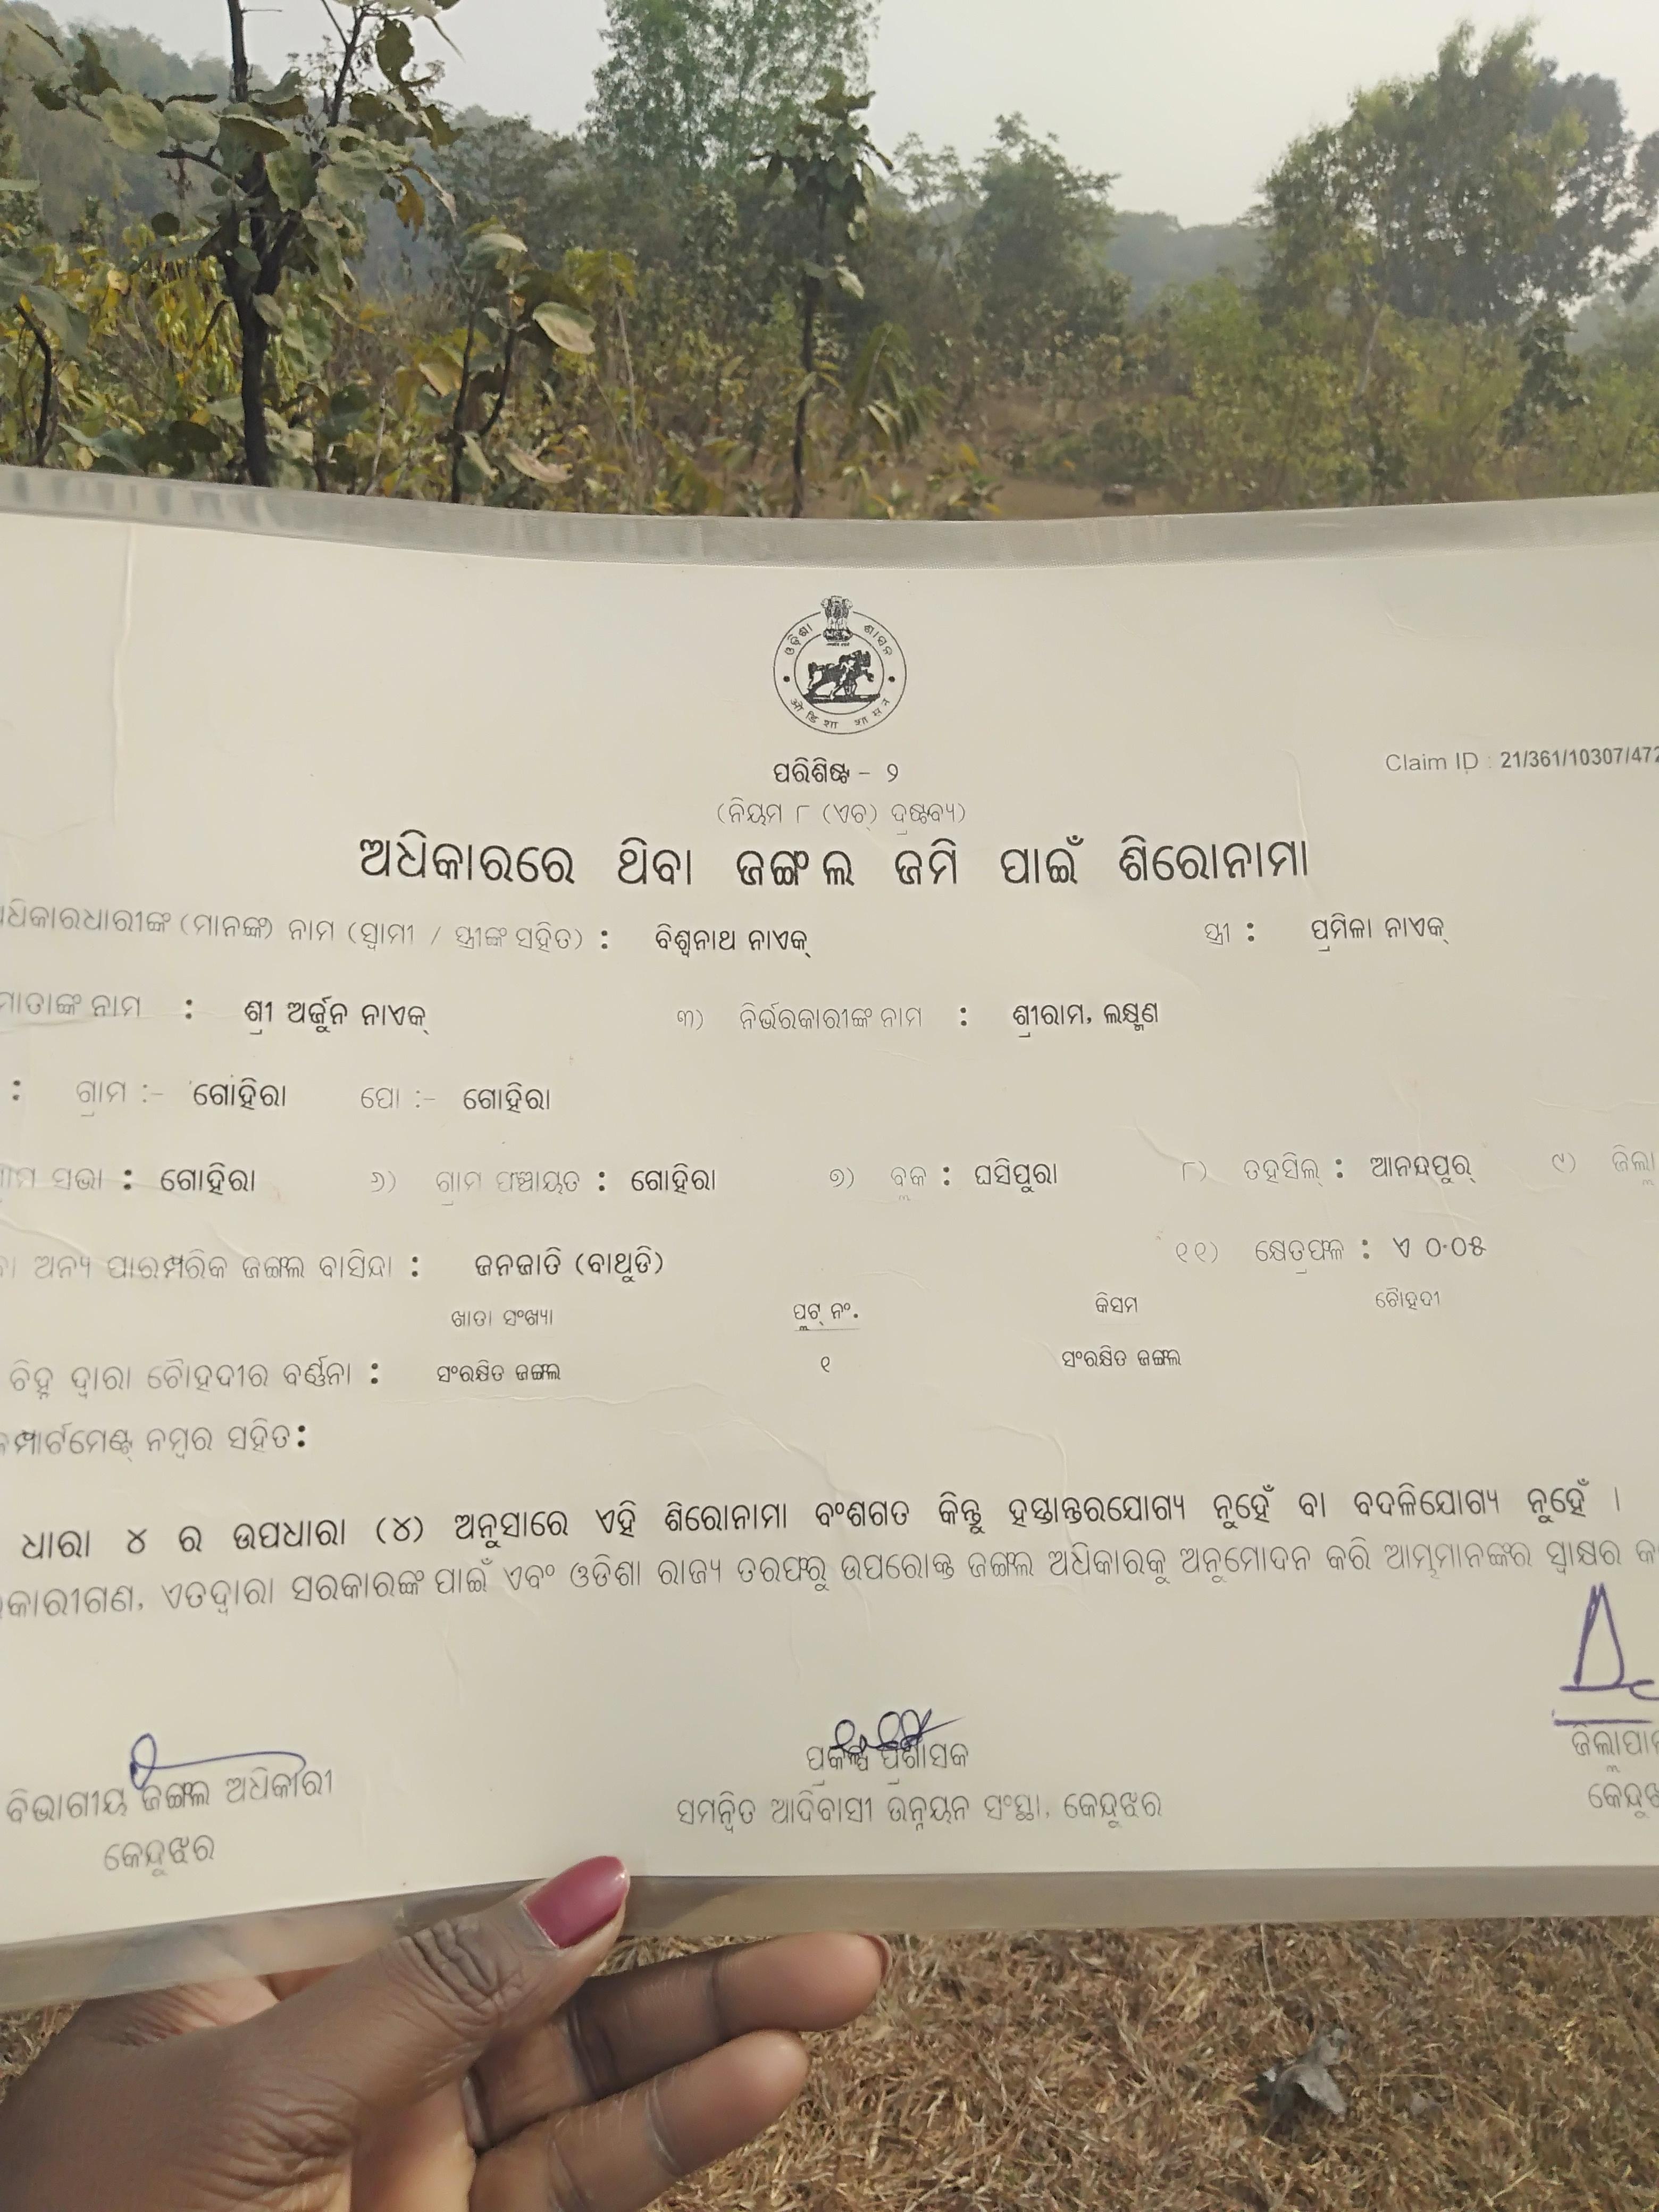 ଓଡ଼ିଶା ଶାସନ
ओडिशा शासन
ପରିଶିଷ୍ଟ - ୨
Claim ID : 21/361/10307/472
(ନିୟମ ୮ (ଏଚ୍) ଦ୍ରଷ୍ଟବ୍ୟ)
ଅଧିକାରରେ ଥିବା ଜଙ୍ଗଲ ଜମି ପାଇଁ ଶିରୋନାମା
ଧିକାରଧାରୀଙ୍କ (ମାନଙ୍କ) ନାମ (ସ୍ୱାମୀ / ସ୍ତ୍ରୀଙ୍କ ସହିତ) : ବିଶ୍ୱନାଥ ନାଏକ୍ ସ୍ତ୍ରୀ : ପ୍ରମିଳା ନାଏକ୍
ମାତାଙ୍କ ନାମ : ଶ୍ରୀ ଅର୍ଜୁନ ନାଏକ୍ ୩) ନିର୍ଭରକାରୀଙ୍କ ନାମ : ଶ୍ରୀରାମ, ଲକ୍ଷ୍ମଣ
: ଗ୍ରାମ :- ଗୋହିରା ପୋ :- ଗୋହିରା
ସଭା : ଗୋହିରା ୬) ଗ୍ରାମ ପଞ୍ଚାୟତ : ଗୋହିରା ୭) ବ୍ଲକ : ଘସିପୁରା ୮) ତହସିଲ୍ : ଆନନ୍ଦପୁର୍ ୯) ଜିଲ୍ଲା
ବା ଅନ୍ୟ ପାରମ୍ପରିକ ଜଙ୍ଗଲ ବାସିନ୍ଦା : ଜନଜାତି (ବାଥୁଡି) ୧୧) କ୍ଷେତ୍ରଫଳ : ଏ ୦.୦୫
ଖାତା ସଂଖ୍ୟା ପ୍ଲଟ୍ ନଂ. କିସମ ଚୌହଦୀ
ଚିହ୍ନ ଦ୍ୱାରା ଚୌହଦୀର ବର୍ଣ୍ଣନା : ସଂରକ୍ଷିତ ଜଙ୍ଗଲ ୧ ସଂରକ୍ଷିତ ଜଙ୍ଗଲ
ମ୍ପାର୍ଟମେଣ୍ଟ୍ ନମ୍ବର ସହିତ:
ଧାରା ୪ ର ଉପଧାରା (୪) ଅନୁସାରେ ଏହି ଶିରୋନାମା ବଂଶଗତ କିନ୍ତୁ ହସ୍ତାନ୍ତରଯୋଗ୍ୟ ନୁହେଁ ବା ବଦଳିଯୋଗ୍ୟ ନୁହେଁ ।
କାରୀଗଣ, ଏତଦ୍ୱାରା ସରକାରଙ୍କ ପାଇଁ ଏବଂ ଓଡିଶା ରାଜ୍ୟ ତରଫରୁ ଉପରୋକ୍ତ ଜଙ୍ଗଲ ଅଧିକାରକୁ ଅନୁମୋଦନ କରି ଆମ୍ଭମାନଙ୍କର ସ୍ୱାକ୍ଷର
ବିଭାଗୀୟ ଜଙ୍ଗଲ ଅଧିକାରୀ
କେନ୍ଦୁଝର
ପ୍ରକଳ୍ପ ପ୍ରଶାସକ
ସମନ୍ୱିତ ଆଦିବାସୀ ଉନ୍ନୟନ ସଂସ୍ଥା, କେନ୍ଦୁଝର
ଜିଲ୍ଲାପା
କେନ୍ଦୁ